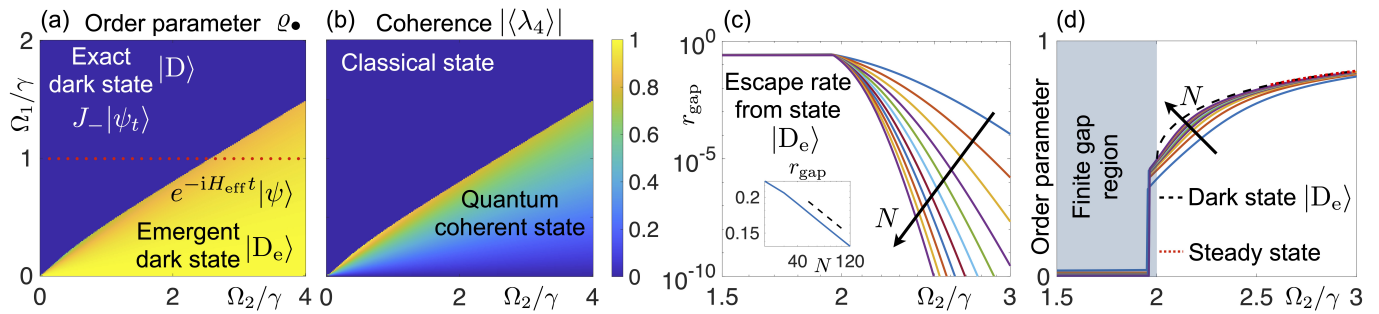 (a) Order parameter ϱ●
2
Exact
dark state |D⟩
J₋|ψₜ⟩
Ω₁/γ
1
e^{-iH_eff t}|ψ⟩
Emergent
dark state |Dₑ⟩
0
0 2 Ω₂/γ 4
(b) Coherence |⟨λ₄⟩|
Classical state
Quantum
coherent state
0 2 Ω₂/γ 4
1
0.8
0.6
0.4
0.2
0
(c)
10^0
Escape rate
from state
|Dₑ⟩
r_gap
10^{-5}
r_gap
0.2
0.15
40 N 120
N
10^{-10}
1.5 2 Ω₂/γ 3
(d)
1
N
Order parameter
Finite gap
region
Dark state |Dₑ⟩
Steady state
0
1.5 2 2.5 Ω₂/γ 3